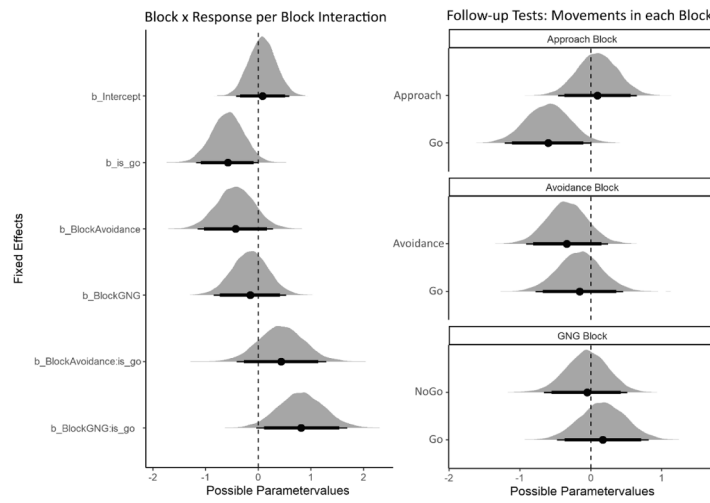 Block x Response per Block Interaction
b_Intercept
b_is_go
b_BlockAvoidance
b_BlockGNG
b_BlockAvoidance:is_go
b_BlockGNG:is_go
Fixed Effects
-2 -1 0 1 2
Possible Parametervalues
Follow-up Tests: Movements in each Block
Approach Block
Approach
Go
Avoidance Block
Avoidance
Go
GNG Block
NoGo
Go
-2 -1 0 1
Possible Parametervalues